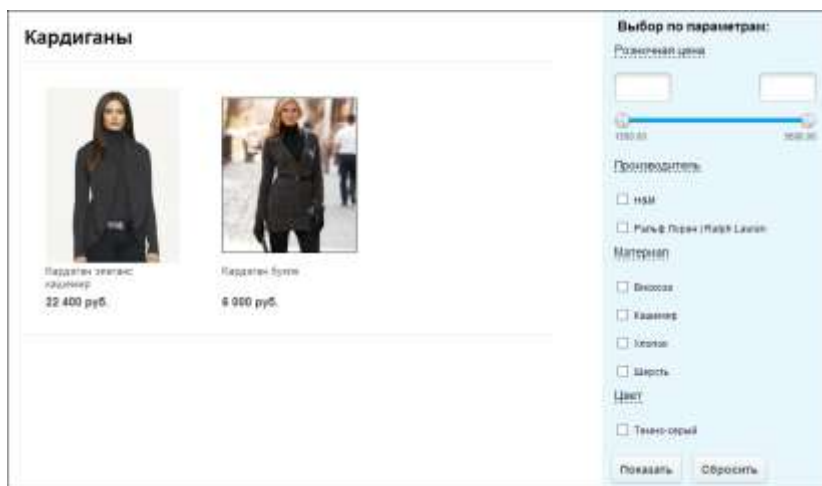 Кардиганы
Кардиган элеганс
кашемир
22 400 руб.
Кардиган букле
6 000 руб.
Выбор по параметрам:
Розничная цена
Производитель
H&M
Ральф Лорен (Ralph Lauren
Материал
Вискоза
Кашемир
Хлопок
Шерсть
Цвет
Темно-серый
Показать
Сбросить